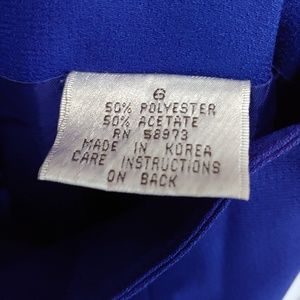 6
50% POLYESTER
50% ACETATE
RN 58973
MADE IN KOREA
CARE INSTRUCTIONS
ON BACK